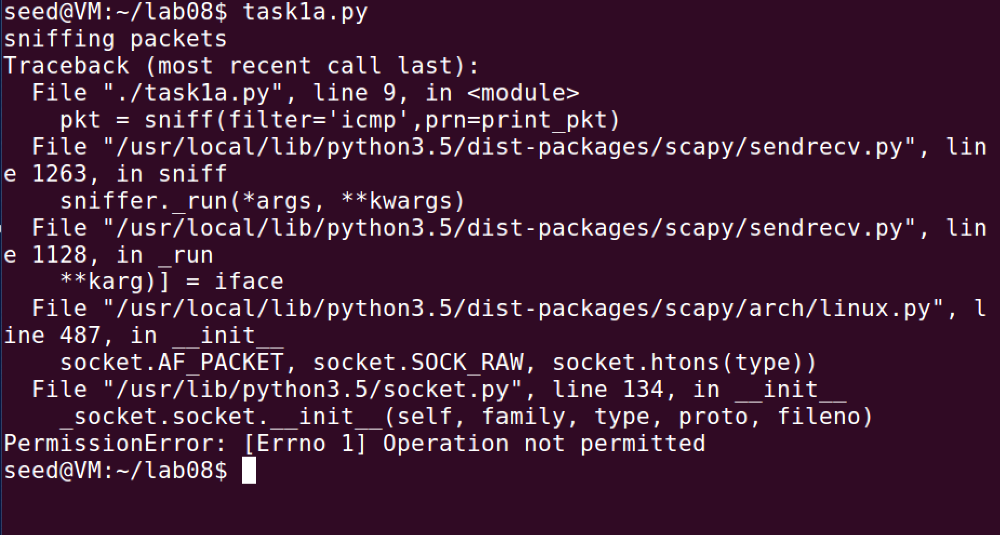 seed@VM:~/lab08$ task1a.py
sniffing packets
Traceback (most recent call last):
  File "./task1a.py", line 9, in <module>
    pkt = sniff(filter='icmp',prn=print_pkt)
  File "/usr/local/lib/python3.5/dist-packages/scapy/sendrecv.py", lin
e 1263, in sniff
    sniffer._run(*args, **kwargs)
  File "/usr/local/lib/python3.5/dist-packages/scapy/sendrecv.py", lin
e 1128, in _run
    **karg)] = iface
  File "/usr/local/lib/python3.5/dist-packages/scapy/arch/linux.py", l
ine 487, in __init__
    socket.AF_PACKET, socket.SOCK_RAW, socket.htons(type))
  File "/usr/lib/python3.5/socket.py", line 134, in __init__
    _socket.socket.__init__(self, family, type, proto, fileno)
PermissionError: [Errno 1] Operation not permitted
seed@VM:~/lab08$